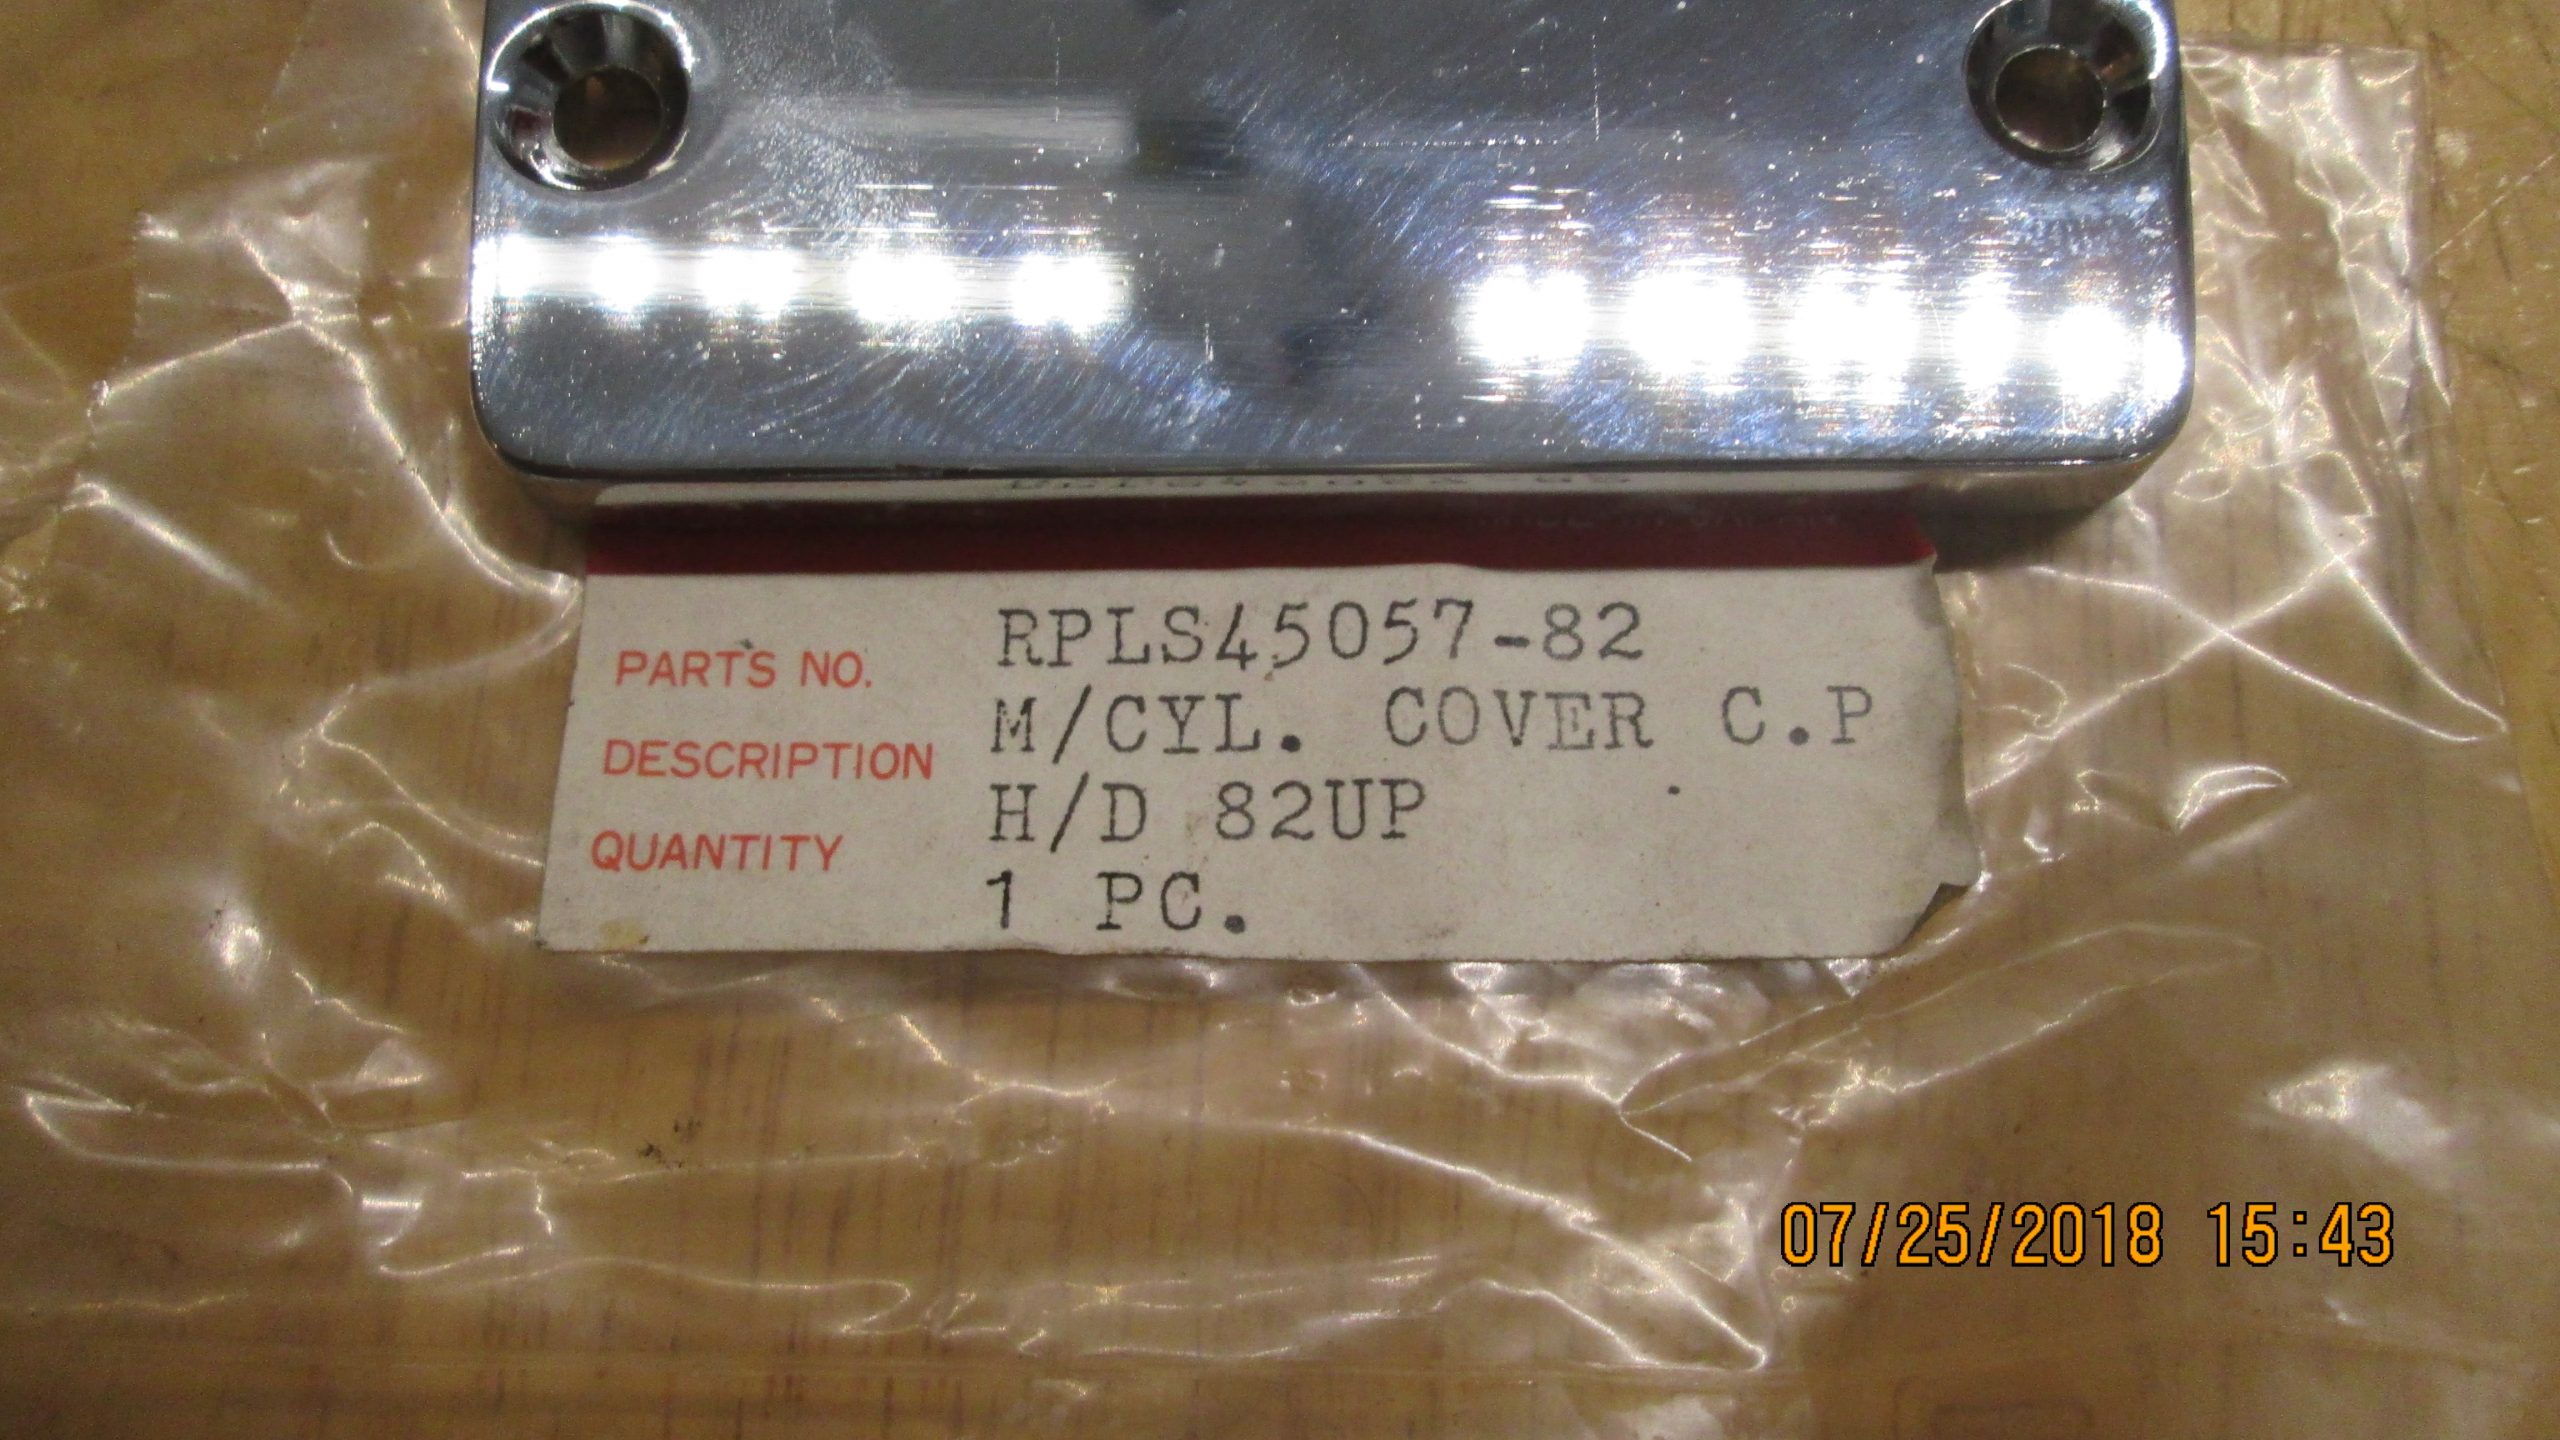 PARTS NO. RPLS45057-82
DESCRIPTION M/CYL. COVER C.P
H/D 82UP
QUANTITY
1 PC.
07/25/2018 15:43